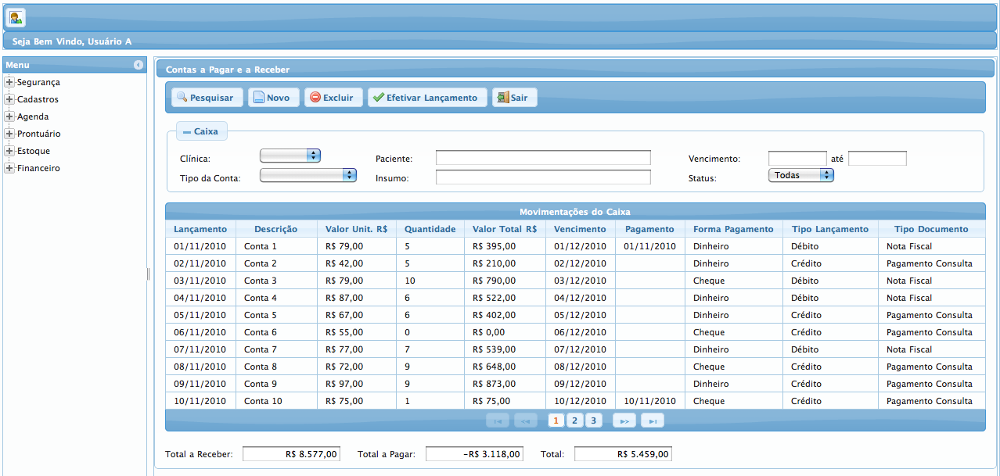 Seja Bem Vindo, Usuário A
Menu
Segurança
Cadastros
Agenda
Prontuário
Estoque
Financeiro
Contas a Pagar e a Receber
Pesquisar Novo Excluir Efetivar Lançamento Sair
Caixa
Clínica: Paciente: Vencimento: até
Tipo da Conta: Insumo: Status: Todas
Movimentações do Caixa
Lançamento Descrição Valor Unit. R$ Quantidade Valor Total R$ Vencimento Pagamento Forma Pagamento Tipo Lançamento Tipo Documento
01/11/2010 Conta 1 R$ 79,00 5 R$ 395,00 01/12/2010 01/11/2010 Dinheiro Débito Nota Fiscal
02/11/2010 Conta 2 R$ 42,00 5 R$ 210,00 02/12/2010 Dinheiro Crédito Pagamento Consulta
03/11/2010 Conta 3 R$ 79,00 10 R$ 790,00 03/12/2010 Cheque Débito Nota Fiscal
04/11/2010 Conta 4 R$ 87,00 6 R$ 522,00 04/12/2010 Dinheiro Débito Nota Fiscal
05/11/2010 Conta 5 R$ 67,00 6 R$ 402,00 05/12/2010 Dinheiro Crédito Pagamento Consulta
06/11/2010 Conta 6 R$ 55,00 0 R$ 0,00 06/12/2010 Cheque Crédito Pagamento Consulta
07/11/2010 Conta 7 R$ 77,00 7 R$ 539,00 07/12/2010 Dinheiro Débito Nota Fiscal
08/11/2010 Conta 8 R$ 72,00 9 R$ 648,00 08/12/2010 Cheque Crédito Pagamento Consulta
09/11/2010 Conta 9 R$ 97,00 9 R$ 873,00 09/12/2010 Dinheiro Crédito Pagamento Consulta
10/11/2010 Conta 10 R$ 75,00 1 R$ 75,00 10/12/2010 10/11/2010 Cheque Crédito Pagamento Consulta
1 2 3
Total a Receber: R$ 8.577,00 Total a Pagar: -R$ 3.118,00 Total: R$ 5.459,00